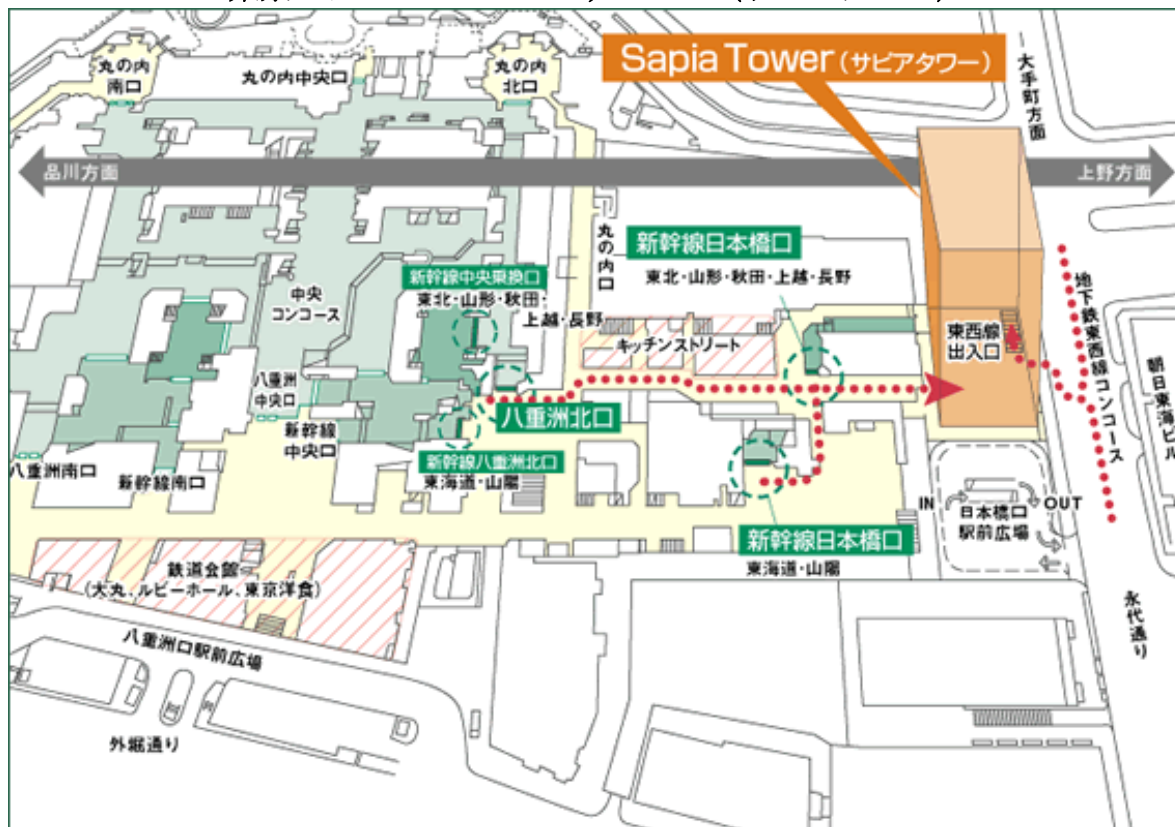 丸の内
南口
丸の内中央口
丸の内
北口
Sapia Tower(サピアタワー)
大手町方面
品川方面
上野方面
丸の内口
新幹線日本橋口
東北・山形・秋田・上越・長野
新幹線中央乗換口
東北・山形・秋田・
上越・長野
中央
コンコース
キッチンストリート
東西線
出入口
地下鉄東西線コンコース
朝日東海ビル
八重洲
中央口
八重洲北口
新幹線
中央口
新幹線八重洲北口
東海道・山陽
八重洲南口
新幹線南口
IN
OUT
日本橋口
駅前広場
新幹線日本橋口
東海道・山陽
鉄道会館
(大丸、ルビーホール、東京洋食)
永代通り
八重洲口駅前広場
外堀通り